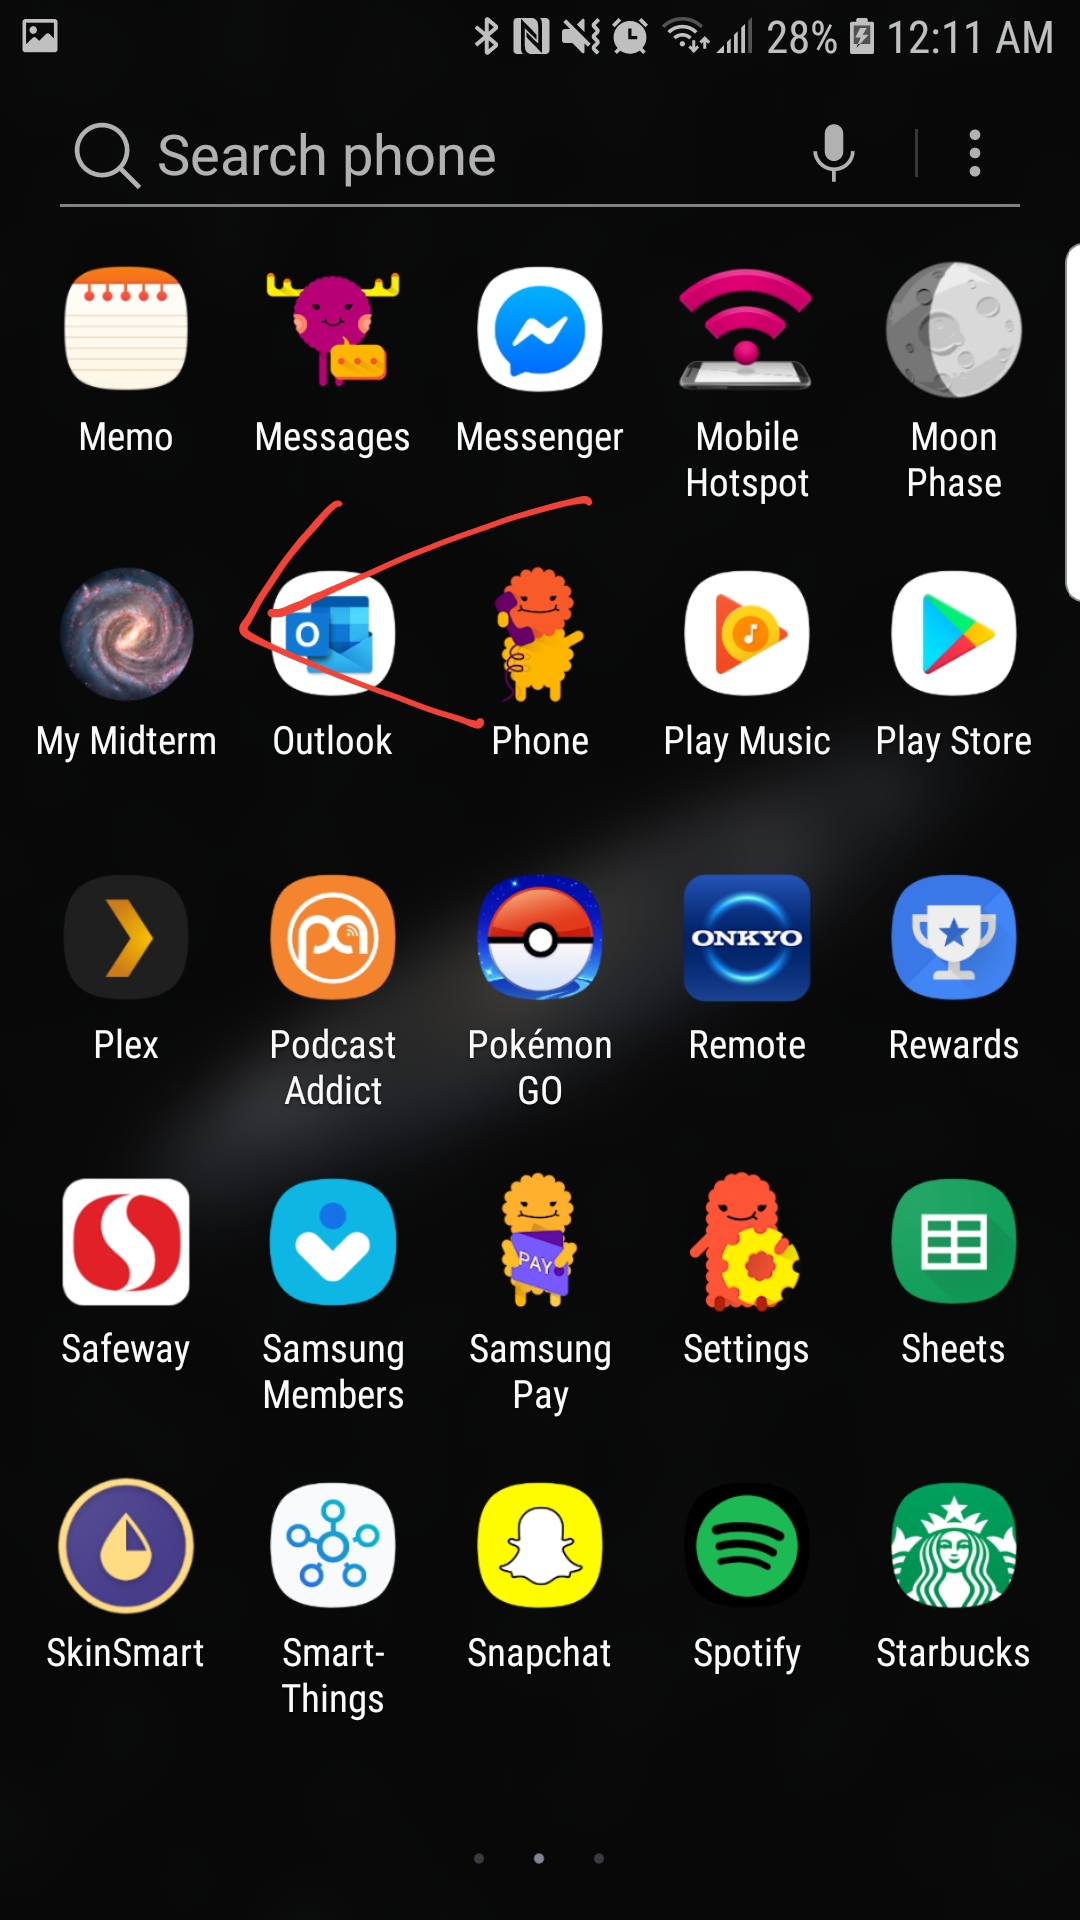 28% 12:11 AM
Search phone
Memo Messages Messenger Mobile Hotspot Moon Phase
My Midterm Outlook Phone Play Music Play Store
Plex Podcast Addict Pokémon GO Remote Rewards
ONKYO
Safeway Samsung Members Samsung Pay Settings Sheets
PAY
SkinSmart Smart-Things Snapchat Spotify Starbucks